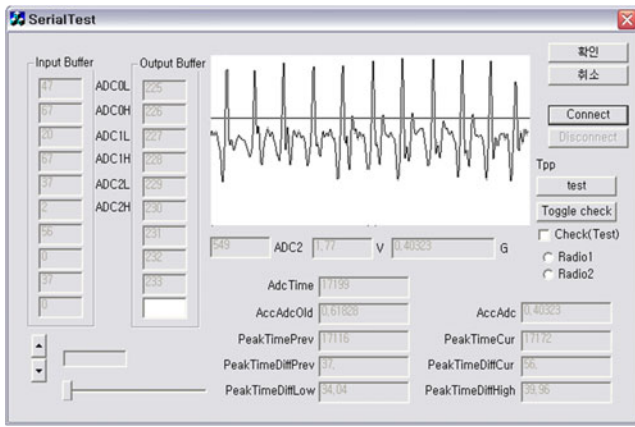 SerialTest
Input Buffer
Output Buffer
47 ADC0L 225
67 ADC0H 226
20 ADC1L 227
67 ADC1H 228
37 ADC2L 229
2 ADC2H 230
56 231
0 232
37 233
0
확인
취소
Connect
Disconnect
Tpp
test
Toggle check
Check(Test)
Radio1
Radio2
549 ADC2 1.77 V 0.40323 G
AdcTime 17199
AccAdcOld 0.61828 AccAdc 0.40323
PeakTimePrev 17116 PeakTimeCur 17172
PeakTimeDiffPrev 37, PeakTimeDiffCur 56,
PeakTimeDiffLow 34.04 PeakTimeDiffHigh 39.96